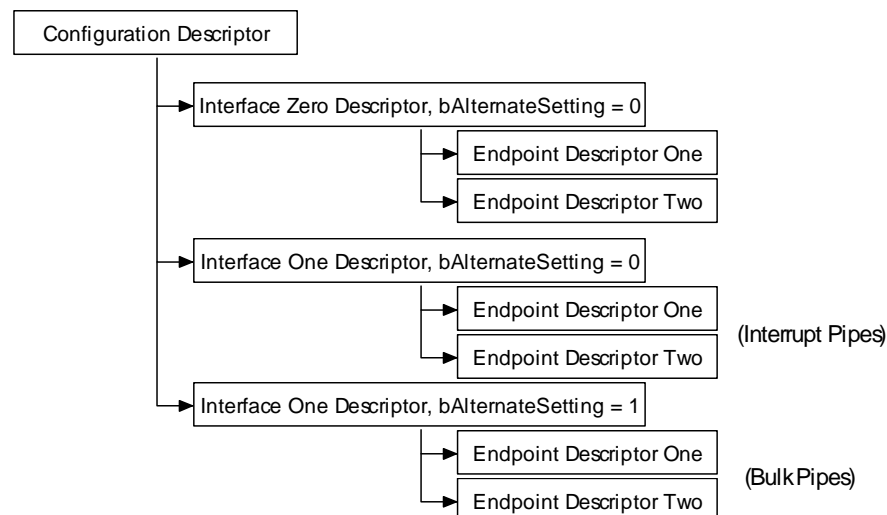 Configuration Descriptor
Interface Zero Descriptor, bAlternateSetting = 0
Endpoint Descriptor One
Endpoint Descriptor Two
Interface One Descriptor, bAlternateSetting = 0
Endpoint Descriptor One
(Interrupt Pipes)
Endpoint Descriptor Two
Interface One Descriptor, bAlternateSetting = 1
Endpoint Descriptor One
(Bulk Pipes)
Endpoint Descriptor Two